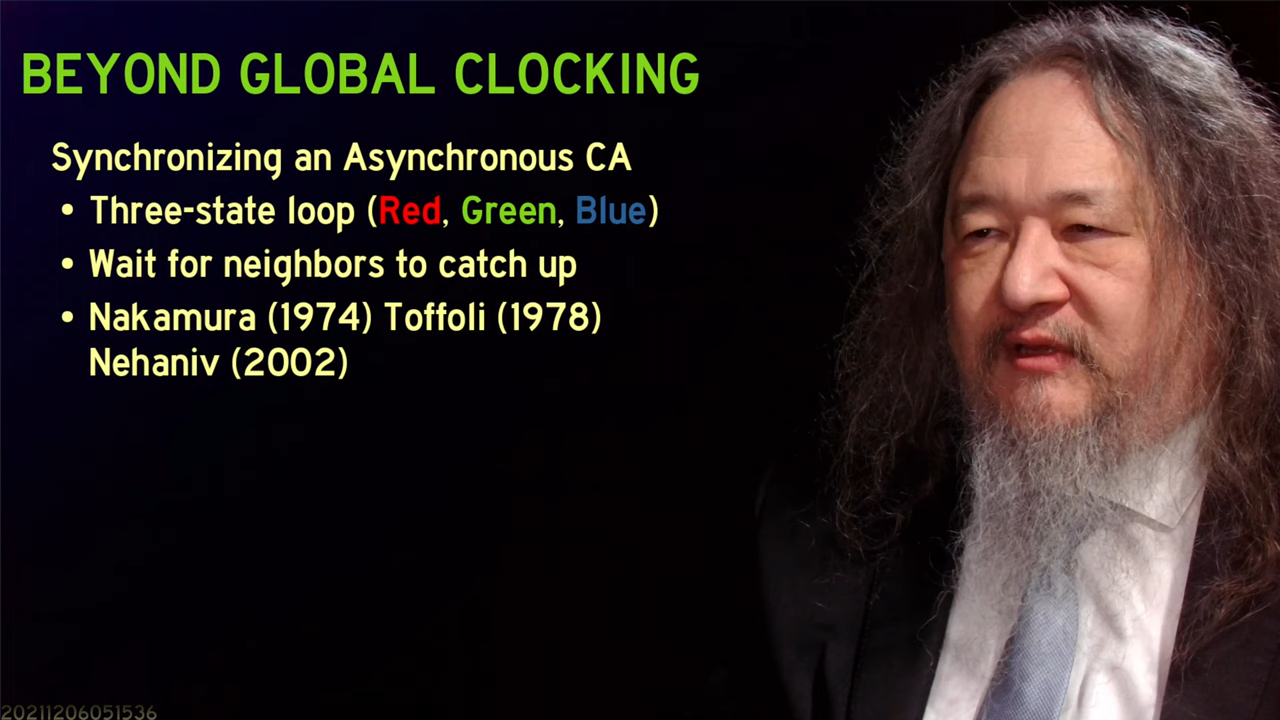 BEYOND GLOBAL CLOCKING
Synchronizing an Asynchronous CA
• Three-state loop (Red, Green, Blue)
• Wait for neighbors to catch up
• Nakamura (1974) Toffoli (1978)
Nehaniv (2002)
20211206051536